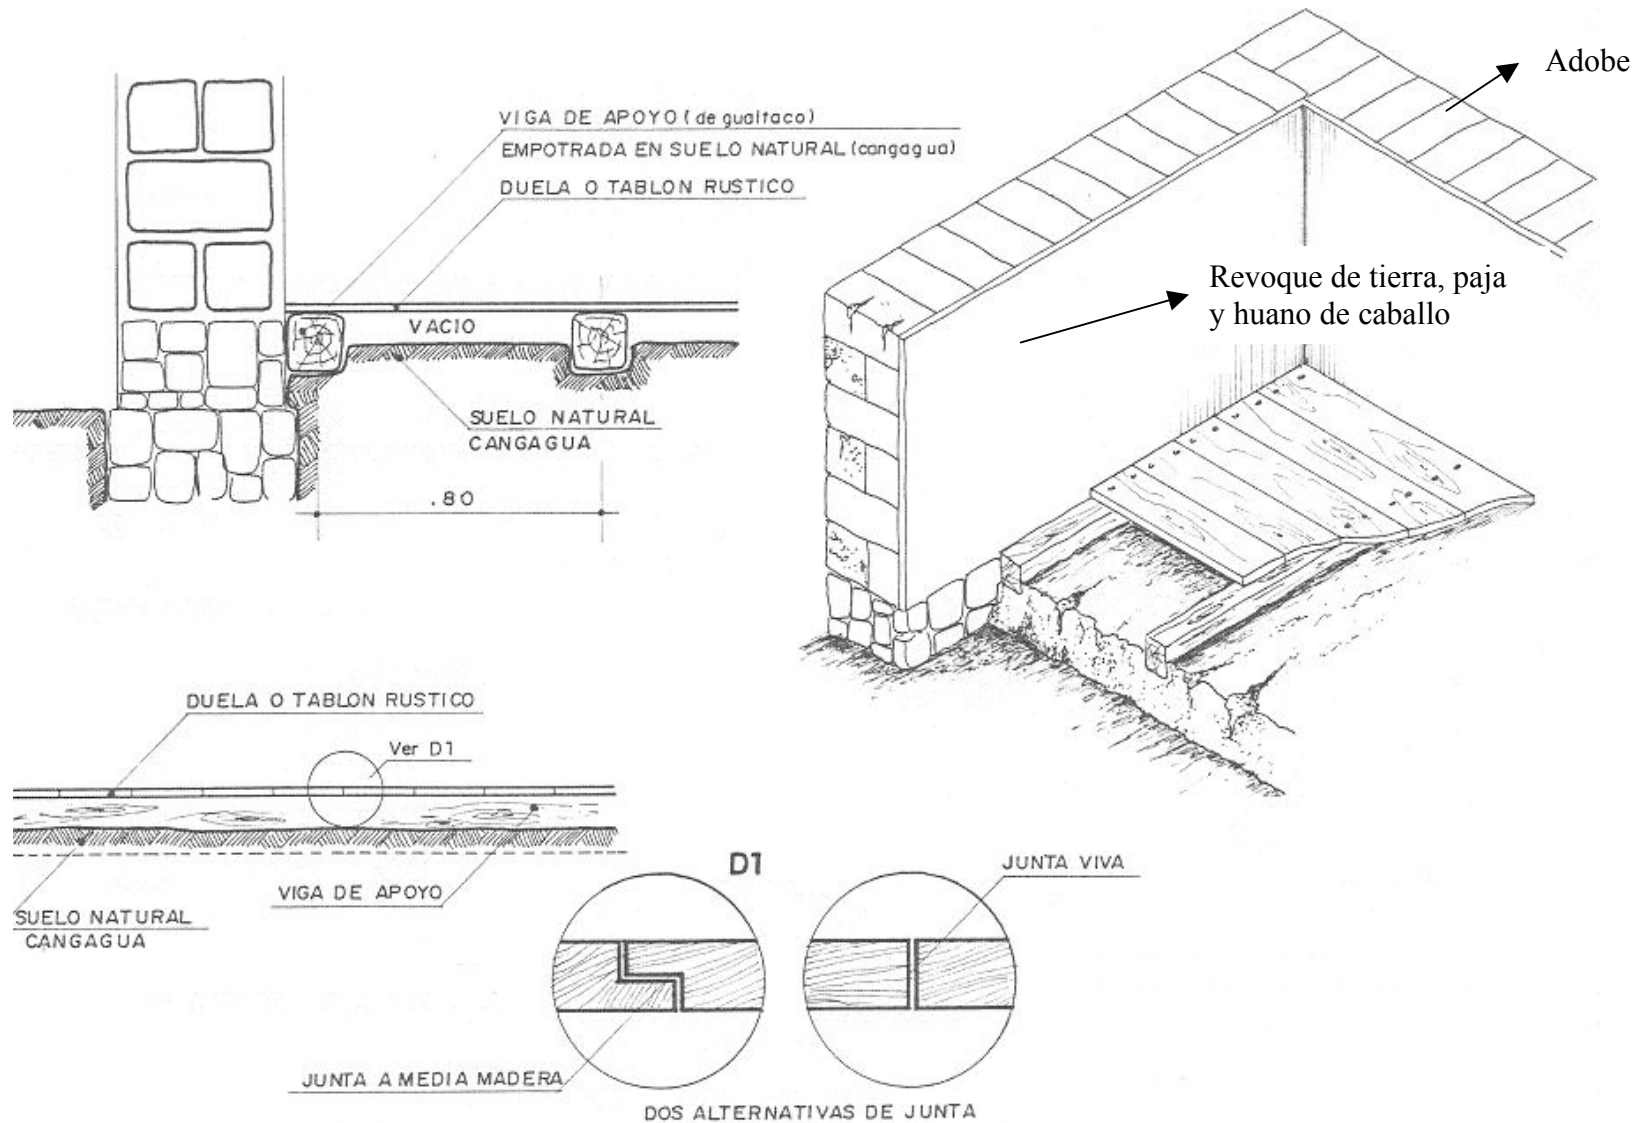 VIGA DE APOYO (de gualtaco)
EMPOTRADA EN SUELO NATURAL (cangagua)
DUELA O TABLON RUSTICO
VACIO
SUELO NATURAL
CANGAGUA
.80
Adobe
Revoque de tierra, paja
y huano de caballo
DUELA O TABLON RUSTICO
Ver D1
VIGA DE APOYO
SUELO NATURAL
CANGAGUA
D1
JUNTA VIVA
JUNTA A MEDIA MADERA
DOS ALTERNATIVAS DE JUNTA